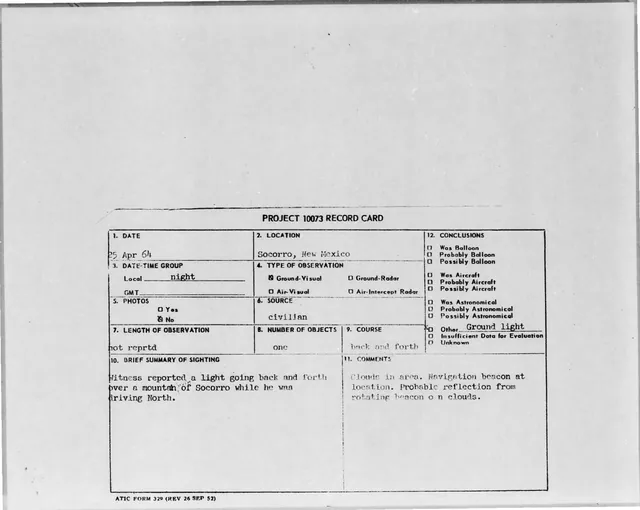 PROJECT 10073 RECORD CARD
1. DATE
25 Apr 64
2. LOCATION
Socorro, New Mexico
12. CONCLUSIONS
Was Balloon
Probably Balloon
Possibly Balloon
Was Aircraft
Probably Aircraft
Possibly Aircraft
Was Astronomical
Probably Astronomical
Possibly Astronomical
Other Ground light
Insufficient Data for Evaluation
Unknown
3. DATE-TIME GROUP
Local night
GMT
4. TYPE OF OBSERVATION
Ground-Visual Ground-Radar
Air-Visual Air-Intercept Radar
5. PHOTOS
Yes
No
6. SOURCE
civilian
7. LENGTH OF OBSERVATION
not reprtd
8. NUMBER OF OBJECTS
one
9. COURSE
back and forth
10. BRIEF SUMMARY OF SIGHTING
Witness reported a light going back and forth
over a mountain of Socorro while he was
driving North.
11. COMMENTS
Clouds in area. Navigation beacon at
location. Probable reflection from
rotating beacon o n clouds.
ATIC FORM 329 (REV 26 SEP 52)